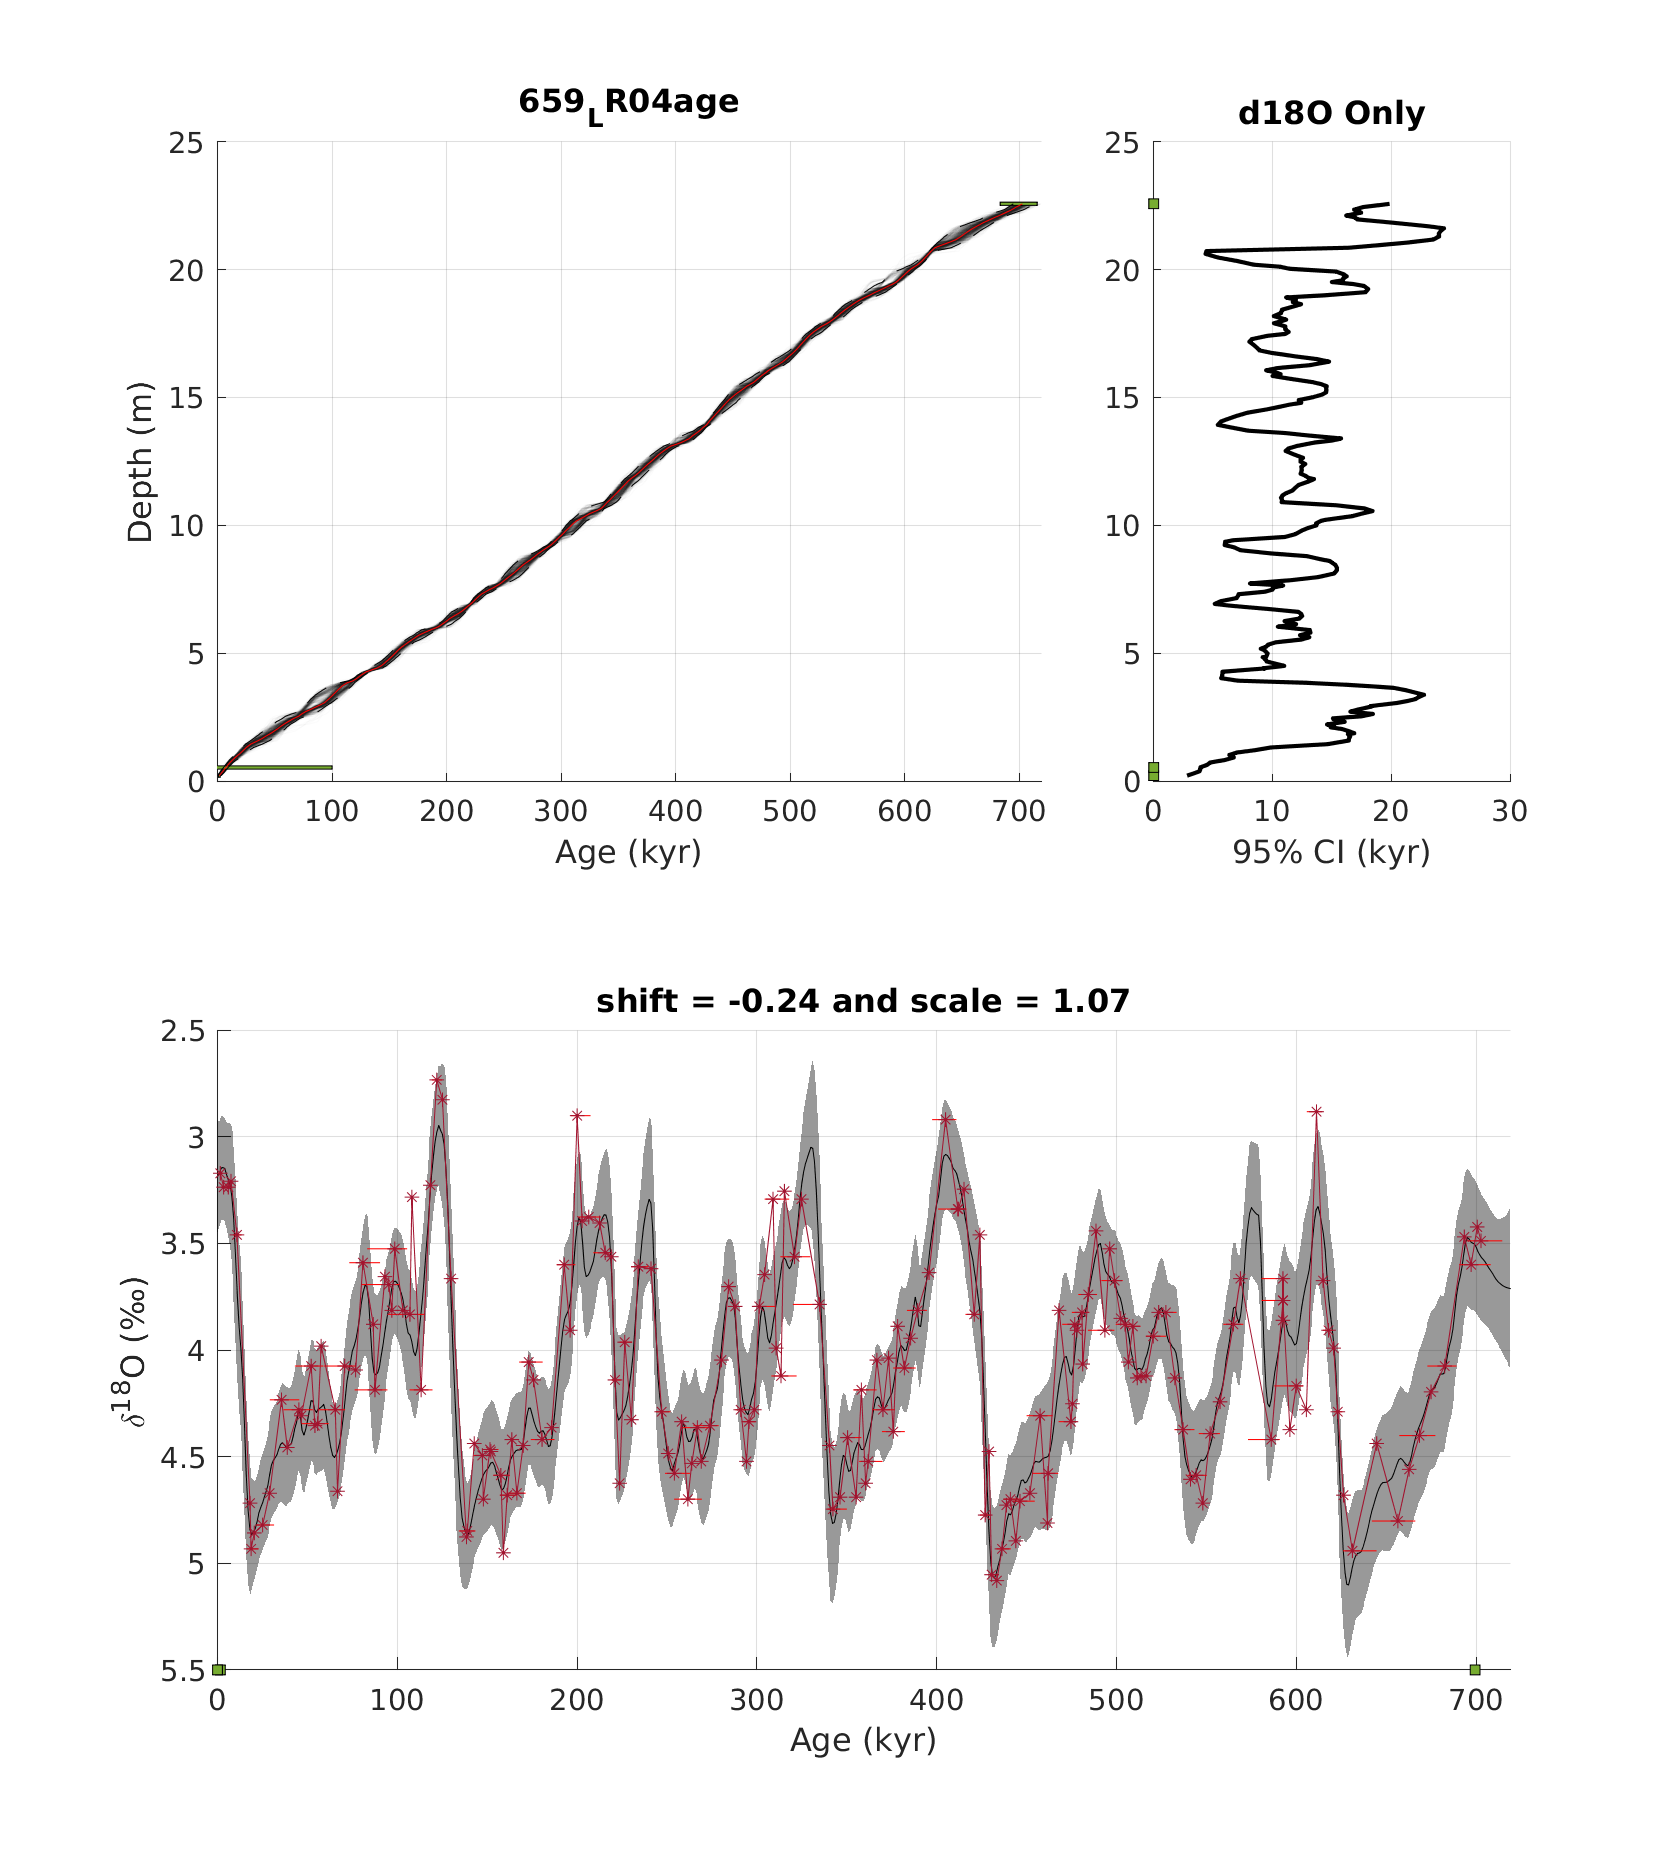 659LR04age
d18O Only
25
20
15
10
5
0
Depth (m)
0 100 200 300 400 500 600 700
Age (kyr)
25
20
15
10
5
0
0 10 20 30
95% CI (kyr)
shift = -0.24 and scale = 1.07
2.5
3
3.5
4
4.5
5
5.5
δ18O (‰)
0 100 200 300 400 500 600 700
Age (kyr)